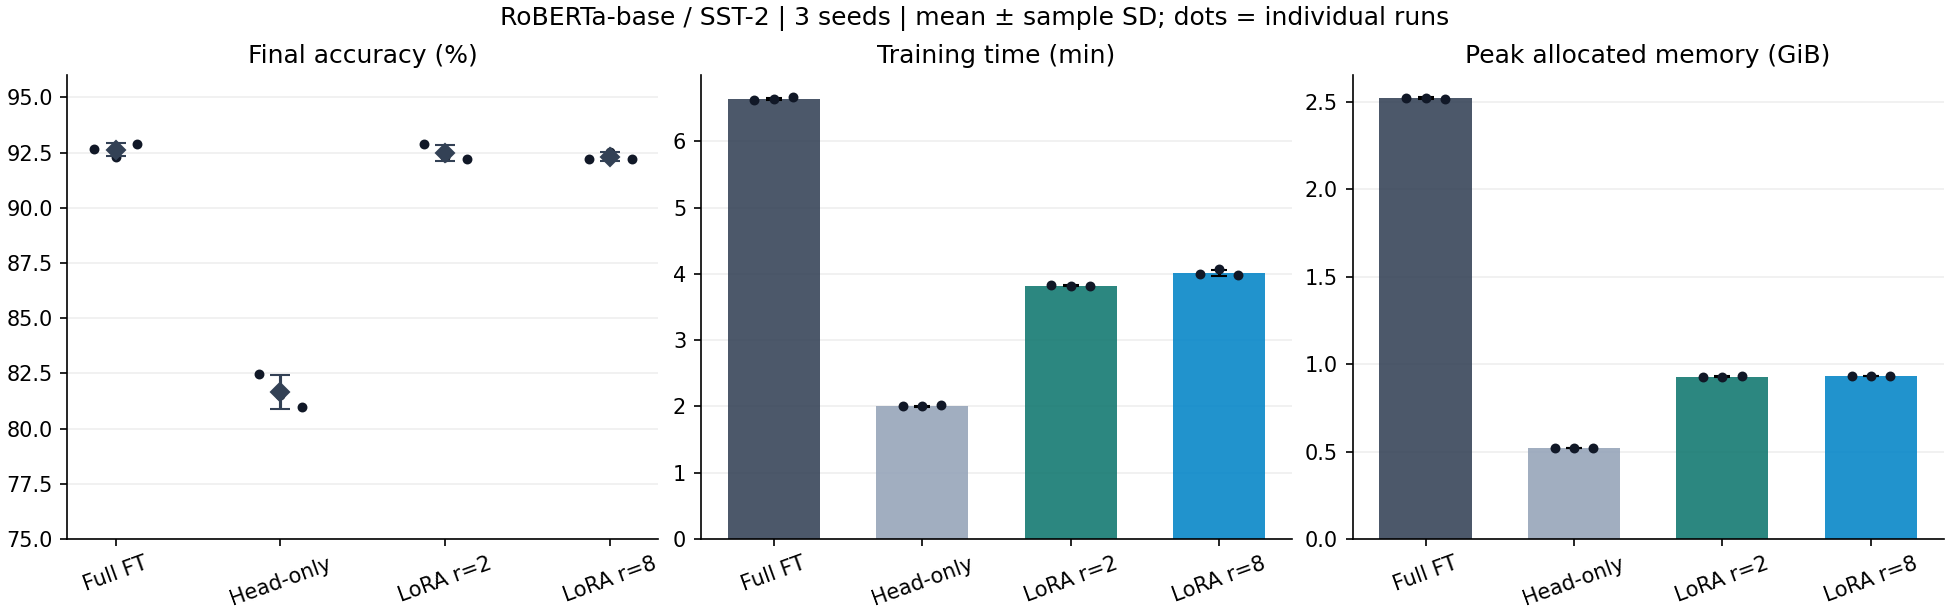 RoBERTa-base / SST-2 | 3 seeds | mean ± sample SD; dots = individual runs
Final accuracy (%)
95.0
92.5
90.0
87.5
85.0
82.5
80.0
77.5
75.0
Full FT
Head-only
LoRA r=2
LoRA r=8
Training time (min)
6
5
4
3
2
1
0
Full FT
Head-only
LoRA r=2
LoRA r=8
Peak allocated memory (GiB)
2.5
2.0
1.5
1.0
0.5
0.0
Full FT
Head-only
LoRA r=2
LoRA r=8